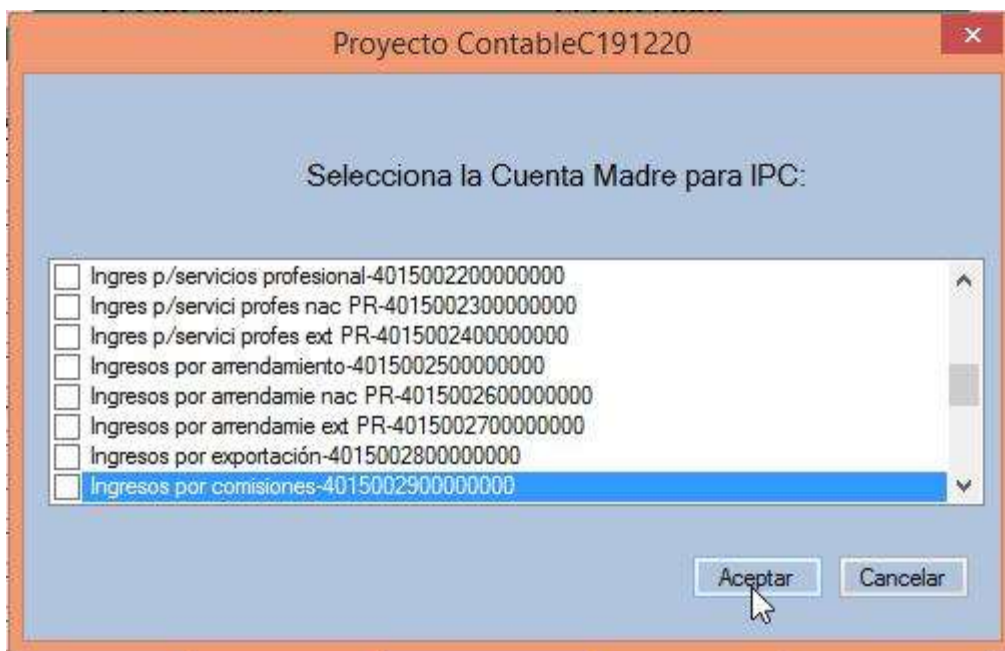 Proyecto ContableC191220
Selecciona la Cuenta Madre para IPC:
Ingres p/servicios profesional-4015002200000000
Ingres p/servici profes nac PR-4015002300000000
Ingres p/servici profes ext PR-4015002400000000
Ingresos por arrendamiento-4015002500000000
Ingresos por arrendamie nac PR-4015002600000000
Ingresos por arrendamie ext PR-4015002700000000
Ingresos por exportación-4015002800000000
Ingresos por comisiones-4015002900000000
Aceptar Cancelar